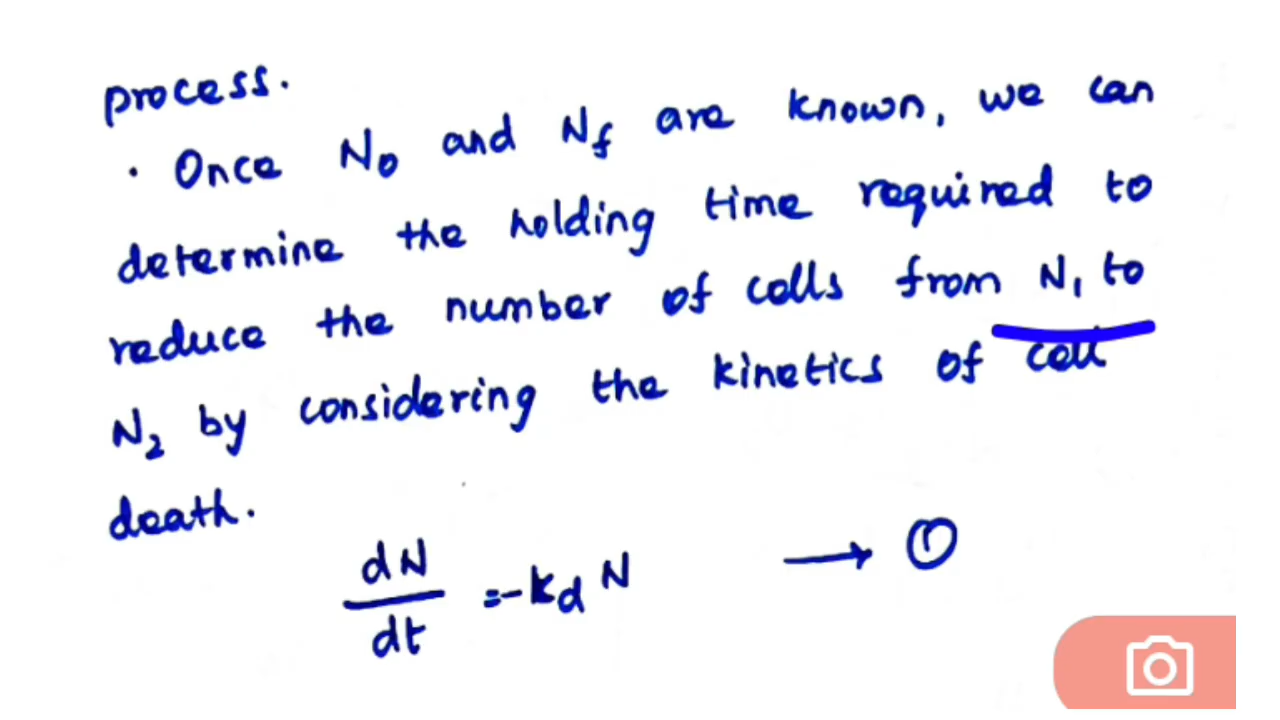 process.
· Once N₀ and Nf are known, we can
determine the holding time required to
reduce the number of cells from N₁ to
N₂ by considering the kinetics of cell
death.
dN/dt = -kd N → ①